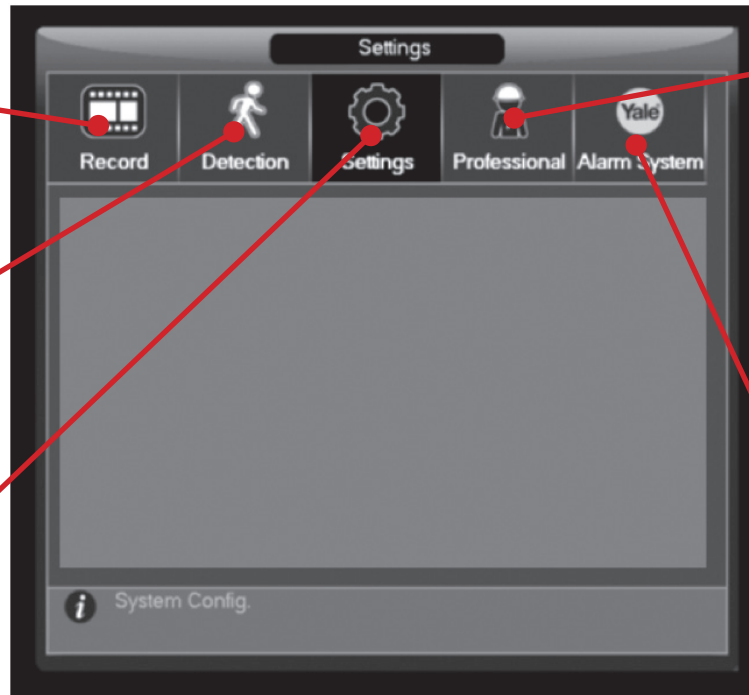 Settings
Record Detection Settings Professional Yale Alarm System
i System Config.